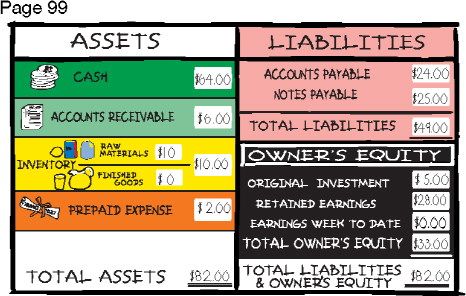 Page 99
ASSETS
CASH $64.00
ACCOUNTS RECEIVABLE $6.00
RAW
MATERIALS $10
INVENTORY $10.00
FINISHED
GOODS $0
PREPAID EXPENSE $2.00
TOTAL ASSETS $82.00
LIABILITIES
ACCOUNTS PAYABLE $24.00
NOTES PAYABLE $25.00
TOTAL LIABILITIES $49.00
OWNER'S EQUITY
ORIGINAL INVESTMENT $5.00
RETAINED EARNINGS $28.00
EARNINGS WEEK TO DATE $0.00
TOTAL OWNER'S EQUITY $33.00
TOTAL LIABILITIES
& OWNER'S EQUITY $82.00